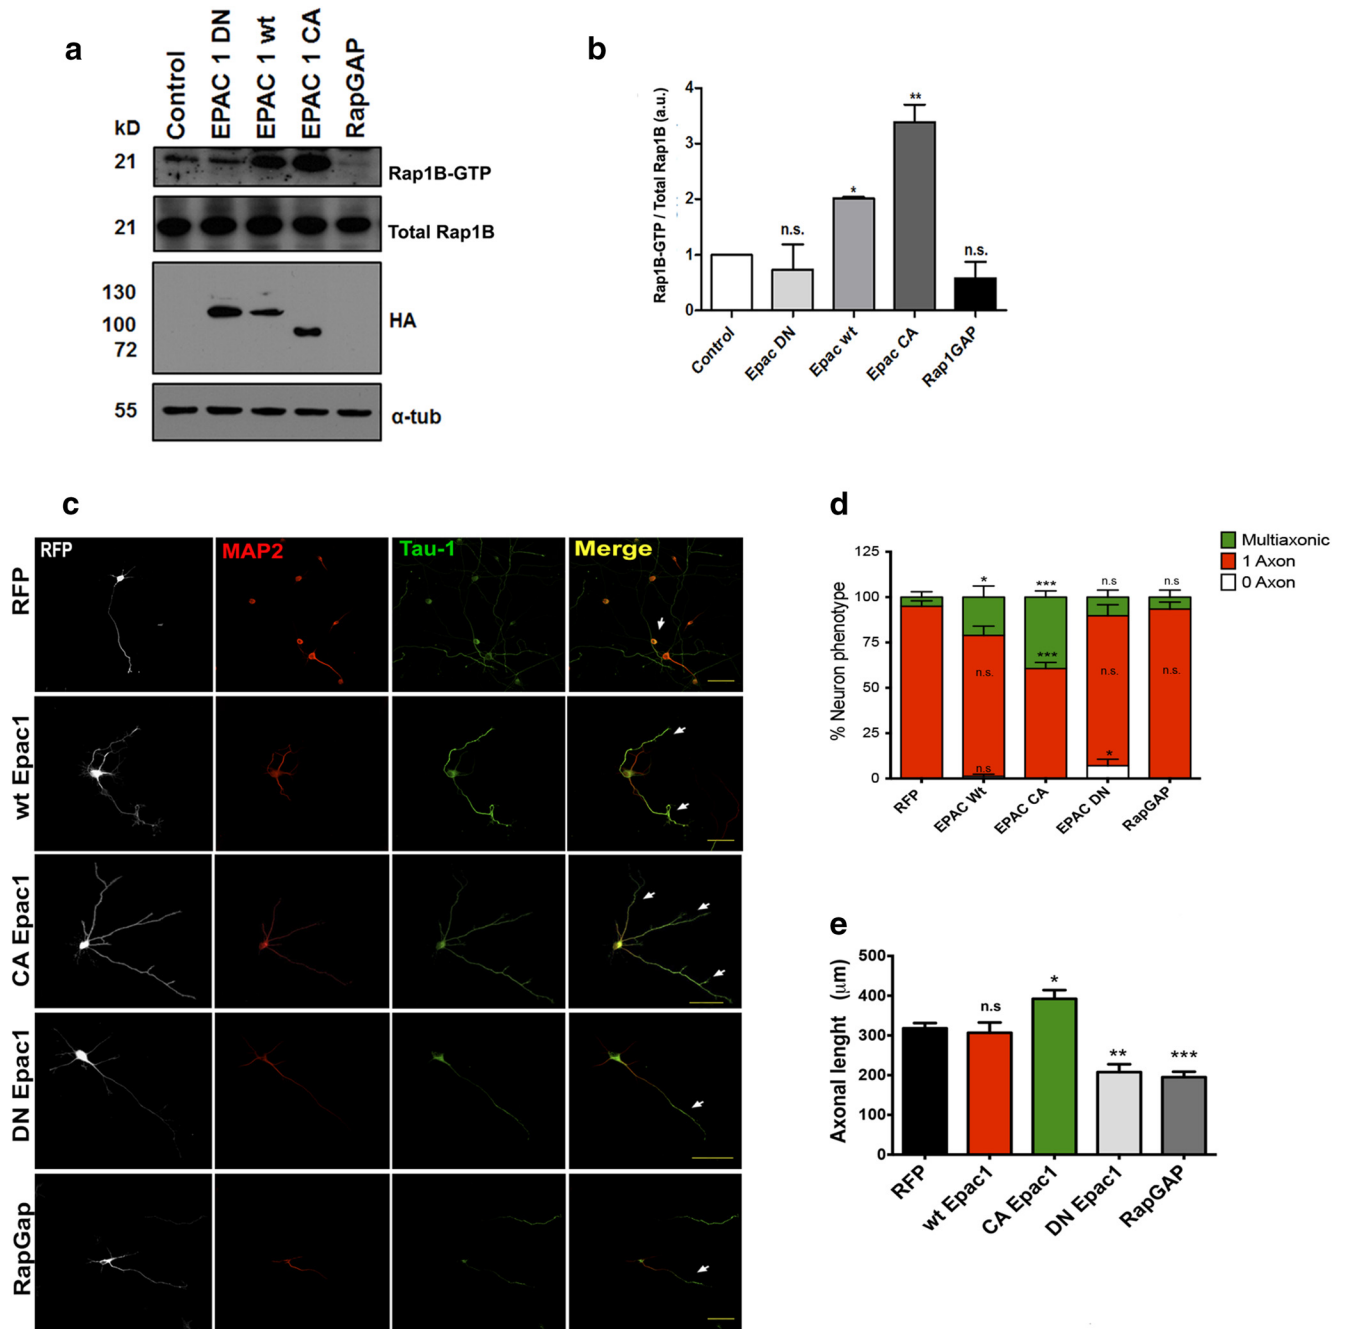 a
Control
EPAC 1 DN
EPAC 1 wt
EPAC 1 CA
RapGAP
kD
21
Rap1B-GTP
21
Total Rap1B
130
100
72
HA
55
α-tub
b
Rap1B-GTP / Total Rap1B (a.u.)
4
3
2
1
0
n.s.
*
**
n.s.
Control
Epac DN
Epac wt
Epac CA
Rap1GAP
c
RFP
MAP2
Tau-1
Merge
RFP
wt Epac1
CA Epac1
DN Epac1
RapGap
d
Multiaxonic
1 Axon
0 Axon
% Neuron phenotype
125
100
75
50
25
0
*
***
n.s
n.s
***
n.s.
n.s.
n.s.
n.s
*
RFP
EPAC Wt
EPAC CA
EPAC DN
RapGAP
e
Axonal lenght (μm)
500
400
300
200
100
0
n.s
*
**
***
RFP
wt Epac1
CA Epac1
DN Epac1
RapGAP